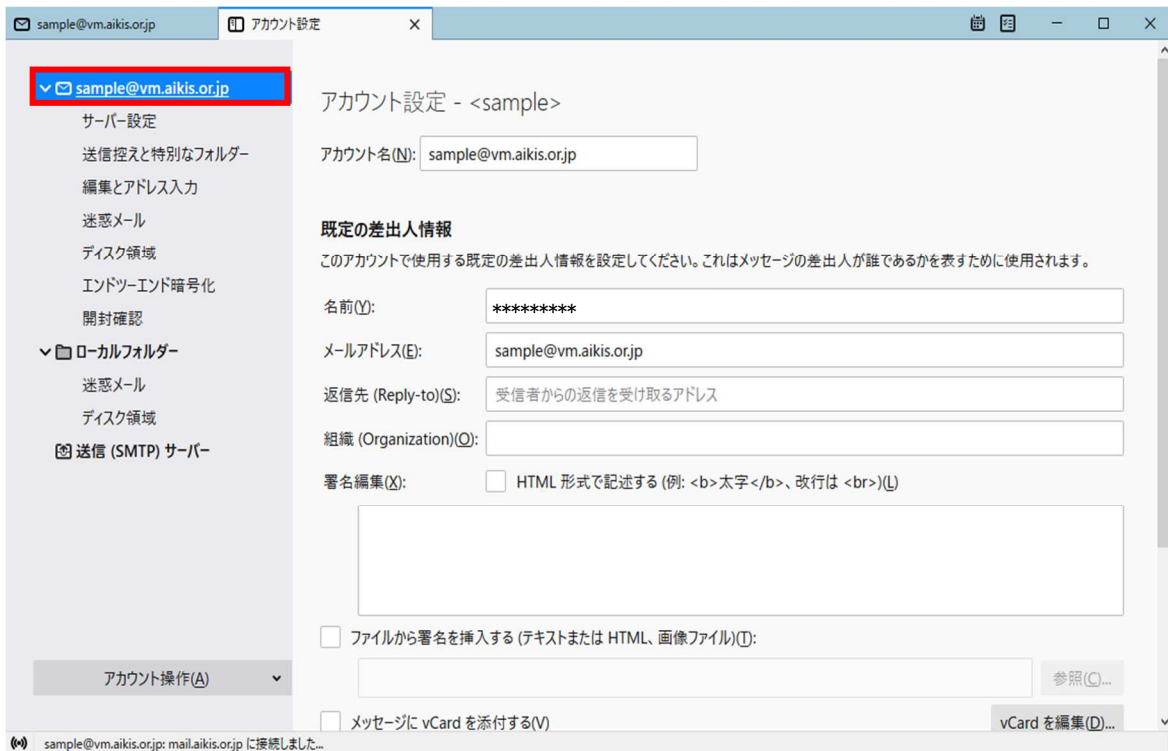 sample@vm.aikis.or.jp
アカウント設定
sample@vm.aikis.or.jp
サーバー設定
送信控えと特別なフォルダー
編集とアドレス入力
迷惑メール
ディスク領域
エンドツーエンド暗号化
開封確認
ローカルフォルダー
迷惑メール
ディスク領域
送信 (SMTP) サーバー
アカウント操作(A)
アカウント設定 - <sample>
アカウント名(N): sample@vm.aikis.or.jp
既定の差出人情報
このアカウントで使用する既定の差出人情報を設定してください。これはメッセージの差出人が誰であるかを表すために使用されます。
名前(Y): *********
メールアドレス(E): sample@vm.aikis.or.jp
返信先 (Reply-to)(S): 受信者からの返信を受け取るアドレス
組織 (Organization)(O):
署名編集(X): HTML 形式で記述する (例: <b>太字</b>、改行は <br>)(L)
ファイルから署名を挿入する (テキストまたは HTML、画像ファイル)(T):
参照(C)...
メッセージに vCard を添付する(V) vCard を編集(D)...
sample@vm.aikis.or.jp: mail.aikis.or.jp に接続しました...